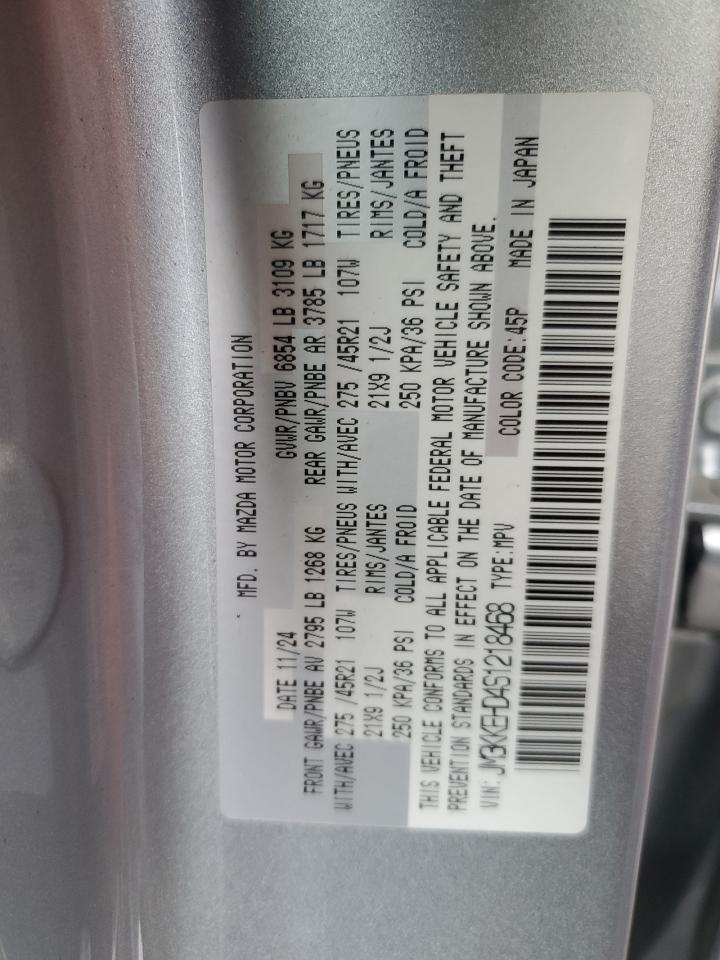 MFD. BY MAZDA MOTOR CORPORATION
DATE 11/24 GVWR/PNBV 6854 LB 3109 KG
FRONT GAWR/PNBE AV 2795 LB 1268 KG REAR GAWR/PNBE AR 3785 LB 1717 KG
WITH/AVEC 275 /45R21 107W TIRES/PNEUS WITH/AVEC 275 /45R21 107W TIRES/PNEUS
21X9 1/2J RIMS/JANTES 21X9 1/2J RIMS/JANTES
250 KPA/36 PSI COLD/A FROID 250 KPA/36 PSI COLD/A FROID
THIS VEHICLE CONFORMS TO ALL APPLICABLE FEDERAL MOTOR VEHICLE SAFETY AND THEFT
PREVENTION STANDARDS IN EFFECT ON THE DATE OF MANUFACTURE SHOWN ABOVE.
VIN: JM3KKEHD4S1218468 TYPE:MPV COLOR CODE:45P MADE IN JAPAN